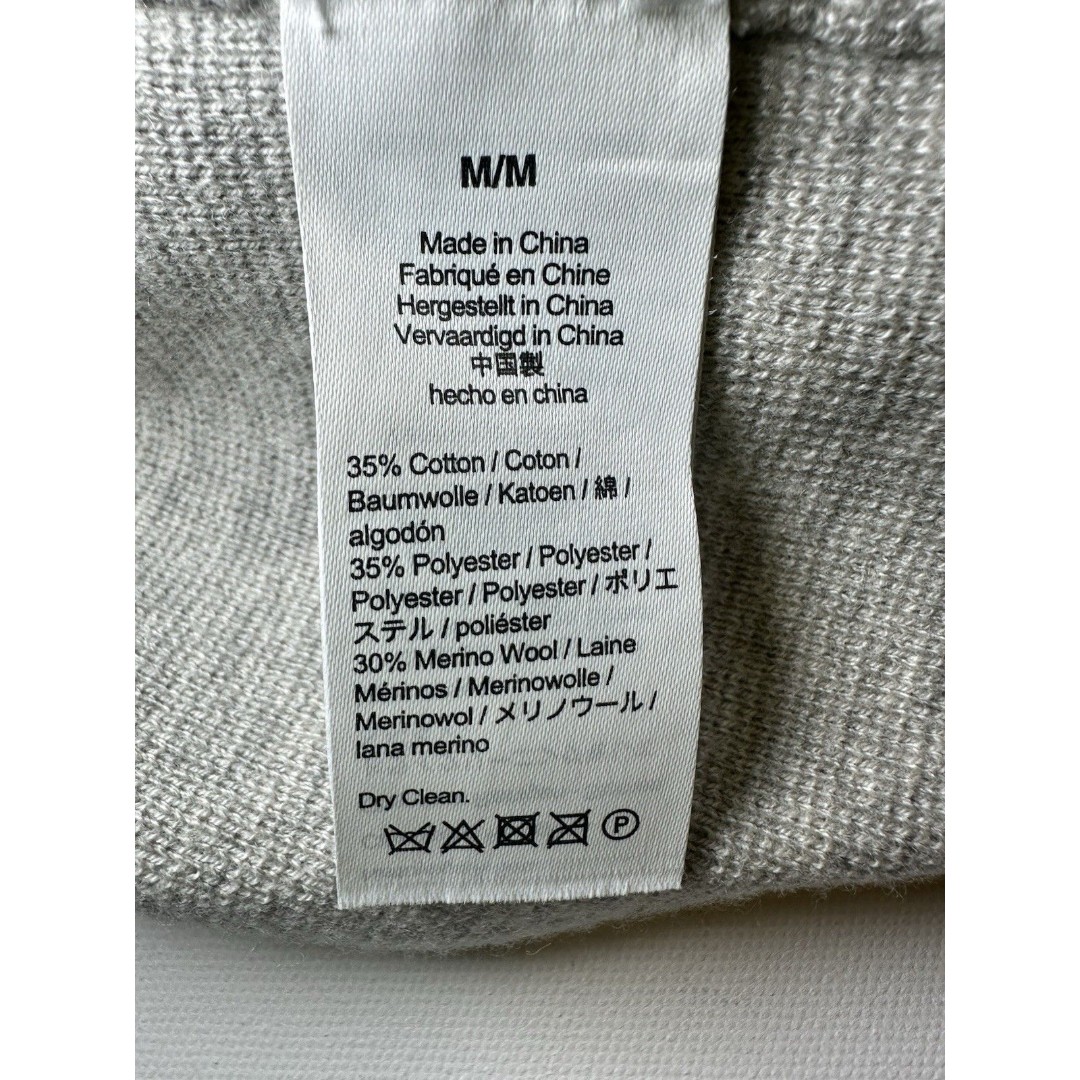 M/M
Made in China
Fabriqué en Chine
Hergestellt in China
Vervaardigd in China
中国製
hecho en china
35% Cotton / Coton /
Baumwolle / Katoen / 綿 /
algodón
35% Polyester / Polyester /
Polyester / Polyester / ポリエ
ステル / poliéster
30% Merino Wool / Laine
Mérinos / Merinowolle /
Merinowol / メリノウール /
lana merino
Dry Clean.
P